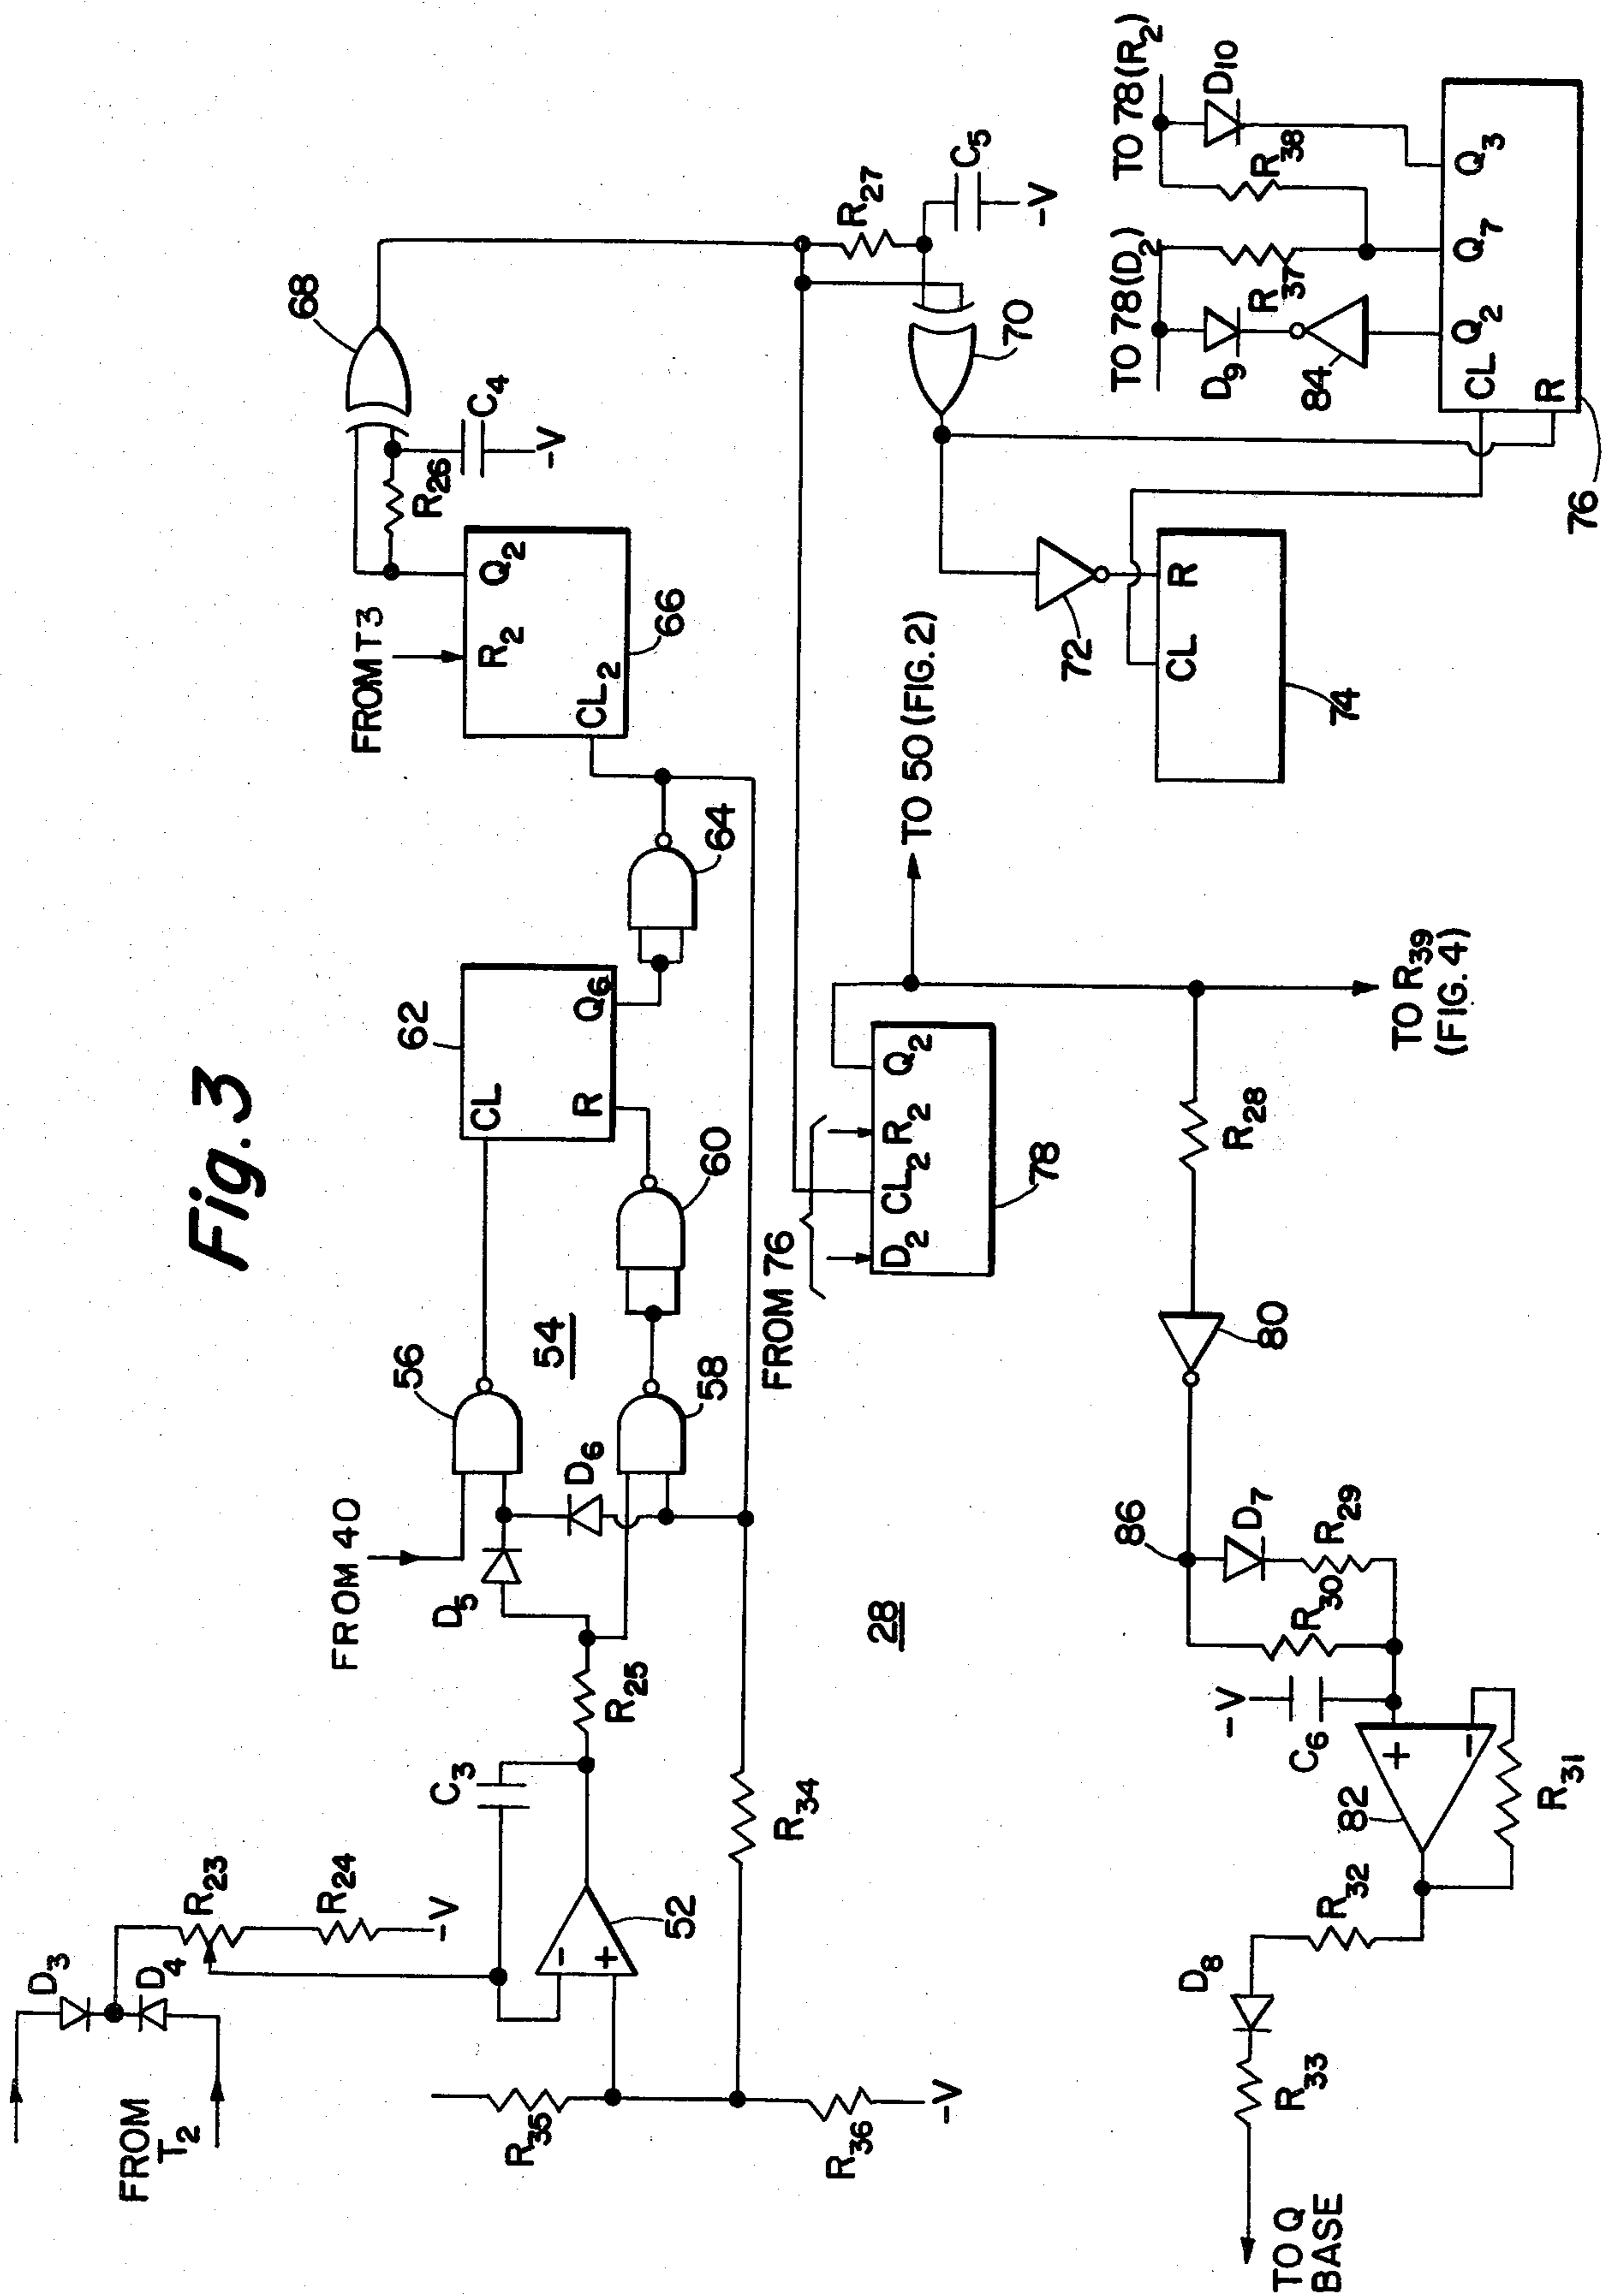 Fig. 3
FROM
T2
D3
D4
R23
R24
-V
C3
52
-
+
R25
R35
R36
-V
R34
D5
D6
FROM 40
56
54
58
60
62
CL
R
Q6
64
FROM T3
66
R2
Q2
CL2
R26
C4
-V
68
R27
C5
-V
70
72
74
R
CL
76
CL
R
Q2
Q7
Q3
84
D9
R37
R38
D10
TO 78(D2)
TO 78(R2)
28
FROM 76
78
D2
CL2
R2
Q2
TO 50 (FIG. 2)
TO R39
(FIG. 4)
R28
80
86
D7
R29
R30
-V
C6
82
+
-
R31
R32
D8
R33
TO Q
BASE